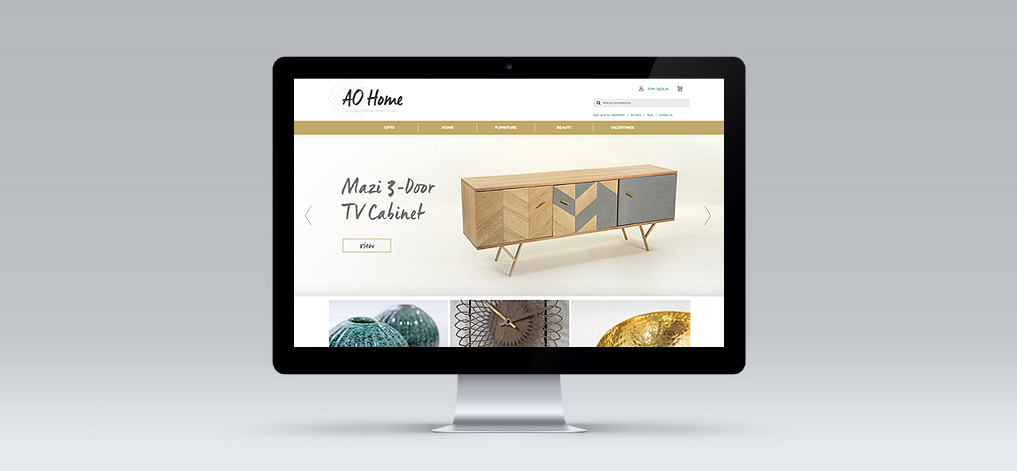 AO Home
JOIN / SIGN IN
What are you looking for...
Sign up to our Newsletter / AO Story / Style / Contact us
GIFTS HOME FURNITURE BEAUTY VALENTINES
Mazi 3-Door
TV Cabinet
view